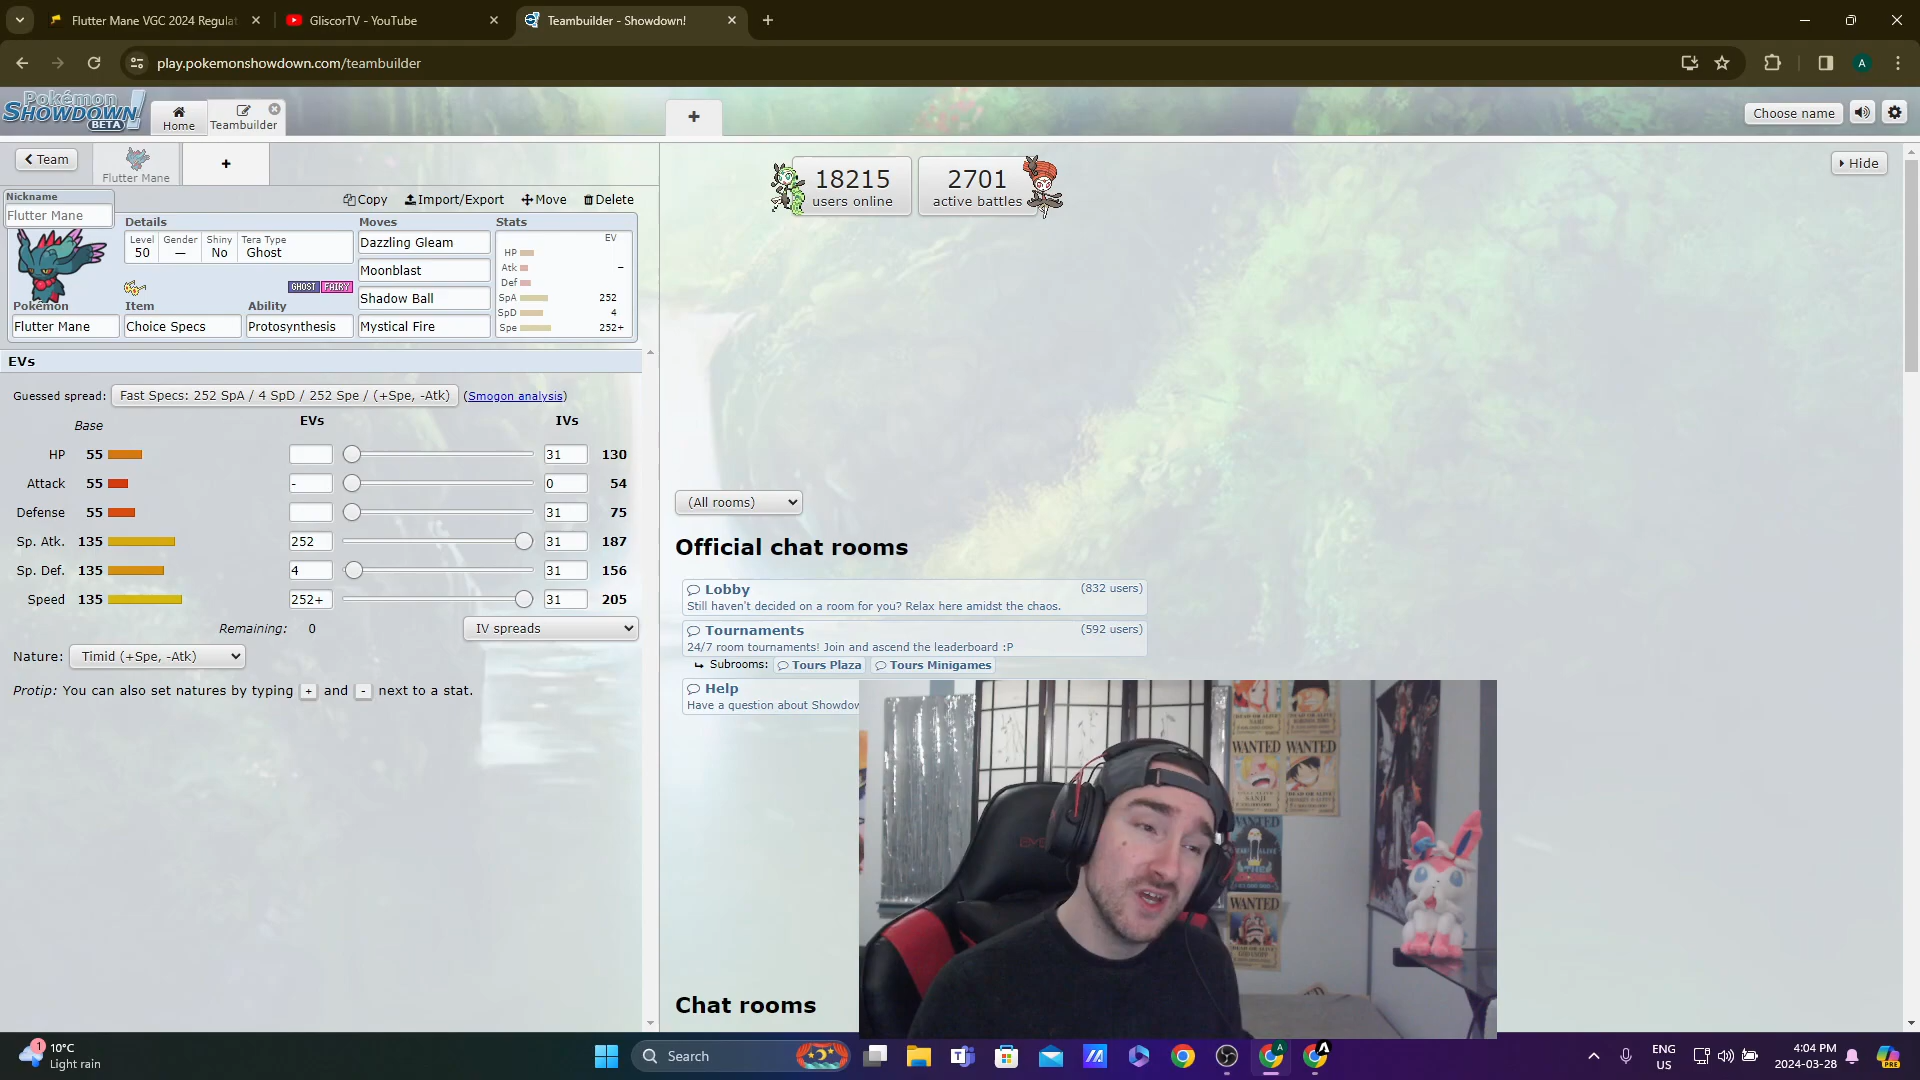 Flutter Mane VGC 2024 Regulat
GliscorTV - YouTube
Teambuilder - Showdown!
play.pokemonshowdown.com/teambuilder
A
Pokémon
SHOWDOWN!
BETA
Home
Teambuilder
Choose name
Team
Flutter Mane
18215
users online
2701
active battles
Hide
Nickname
Flutter Mane
Copy
Import/Export
Move
Delete
Details
Moves
Stats
Level
50
Gender
—
Shiny
No
Tera Type
Ghost
Dazzling Gleam
Moonblast
Shadow Ball
Mystical Fire
EV
HP
Atk –
Def
SpA 252
SpD 4
Spe 252+
GHOST FAIRY
Pokémon
Flutter Mane
Item
Choice Specs
Ability
Protosynthesis
EVs
Guessed spread: Fast Specs: 252 SpA / 4 SpD / 252 Spe / (+Spe, -Atk) (Smogon analysis)
Base EVs IVs
HP 55 31 130
Attack 55 - 0 54
Defense 55 31 75
Sp. Atk. 135 252 31 187
Sp. Def. 135 4 31 156
Speed 135 252+ 31 205
Remaining: 0
IV spreads
Nature: Timid (+Spe, -Atk)
Protip: You can also set natures by typing + and - next to a stat.
(All rooms)
Official chat rooms
Lobby (832 users)
Still haven't decided on a room for you? Relax here amidst the chaos.
Tournaments (592 users)
24/7 room tournaments! Join and ascend the leaderboard :P
Subrooms: Tours Plaza Tours Minigames
Help
Have a question about Showdow
Chat rooms
WANTED
WANTED
WANTED
WANTED
WANTED
1
10°C
Light rain
Search
A
A
ENG
US
4:04 PM
2024-03-28
PRE